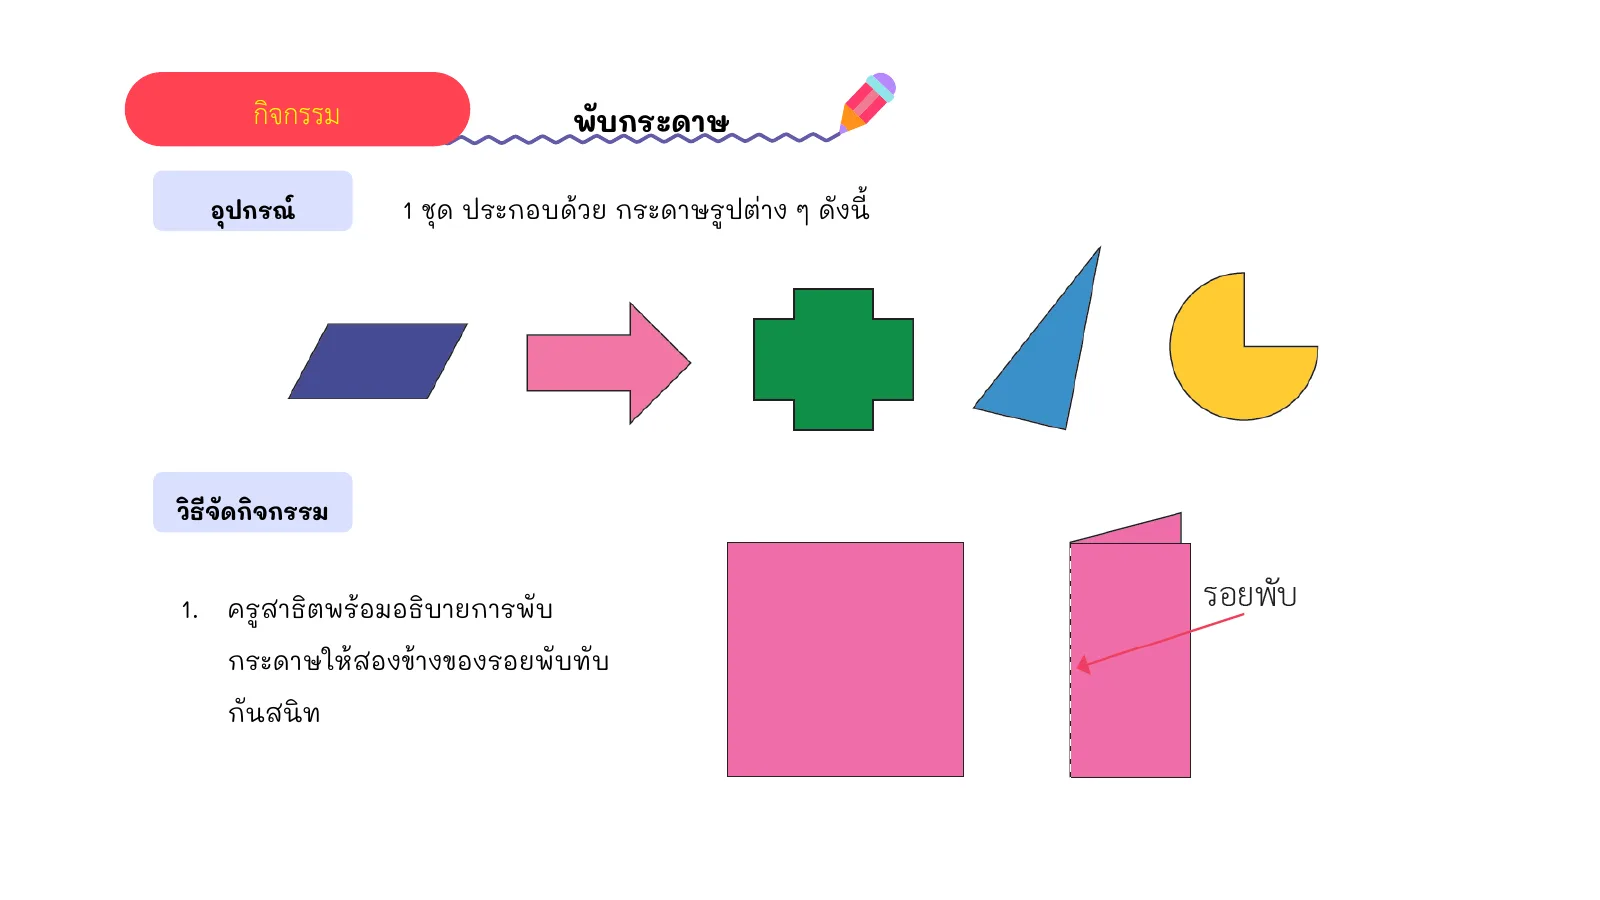 กิจกรรม
พับกระดาษ
อุปกรณ์
1 ชุด ประกอบด้วย กระดาษรูปต่าง ๆ ดังนี้
วิธีจัดกิจกรรม
1. ครูสาธิตพร้อมอธิบายการพับ
กระดาษให้สองข้างของรอยพับทับ
กันสนิท
รอยพับ